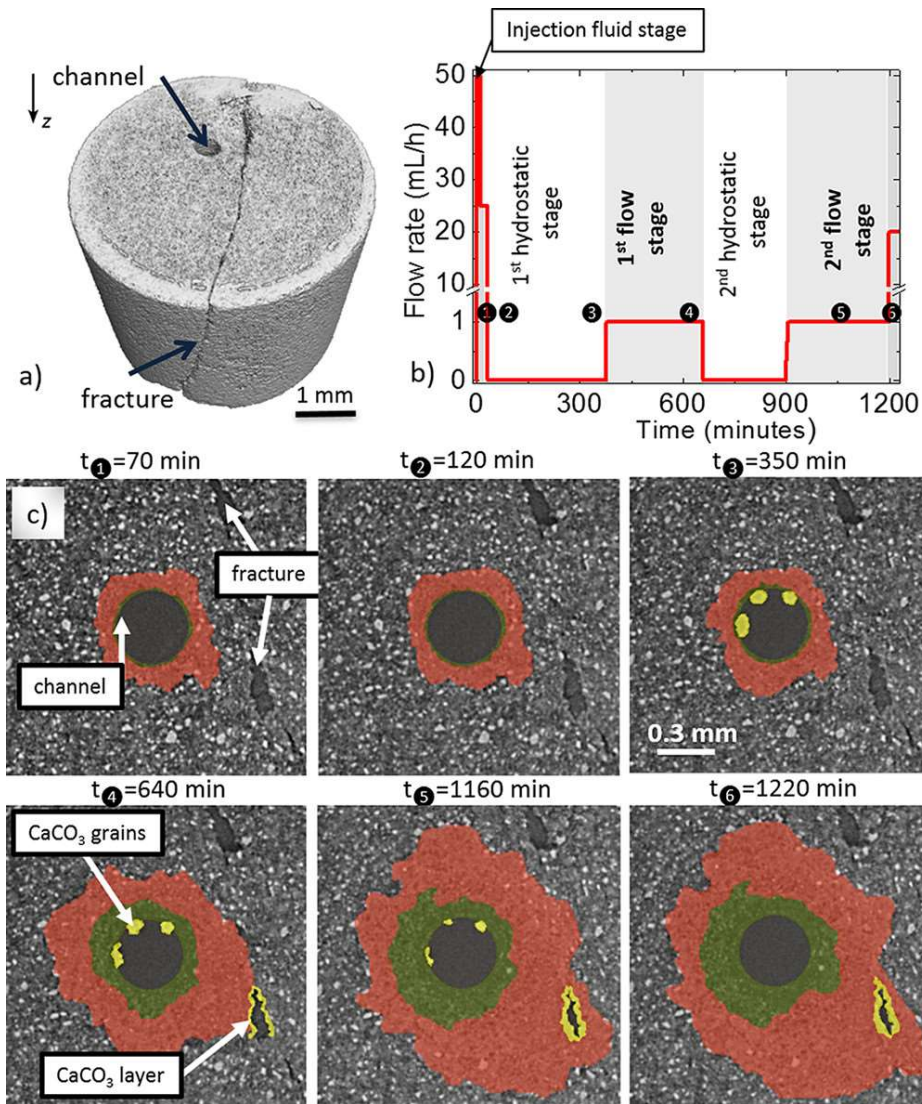 Injection fluid stage
channel
z
a)
fracture
1 mm
Flow rate (mL/h)
50
40
30
20
10
1
0
1st hydrostatic
stage
1st flow
stage
2nd hydrostatic
stage
2nd flow
stage
1
2
3
4
5
6
b)
0
300
600
900
1200
Time (minutes)
t1=70 min
t2=120 min
t3=350 min
c)
fracture
channel
0.3 mm
t4=640 min
t5=1160 min
t6=1220 min
CaCO3 grains
CaCO3 layer